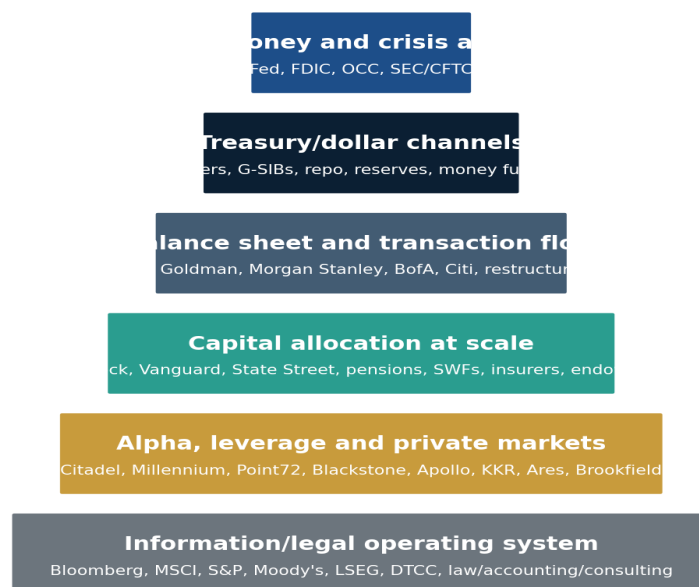 oney and crisis a
Fed, FDIC, OCC, SEC/CFTC
Treasury/dollar channels
ers, G-SIBs, repo, reserves, money fu
alance sheet and transaction flo
Goldman, Morgan Stanley, BofA, Citi, restructur
Capital allocation at scale
ck, Vanguard, State Street, pensions, SWFs, insurers, endo
Alpha, leverage and private markets
Citadel, Millennium, Point72, Blackstone, Apollo, KKR, Ares, Brookfield
Information/legal operating system
Bloomberg, MSCI, S&P, Moody's, LSEG, DTCC, law/accounting/consulting